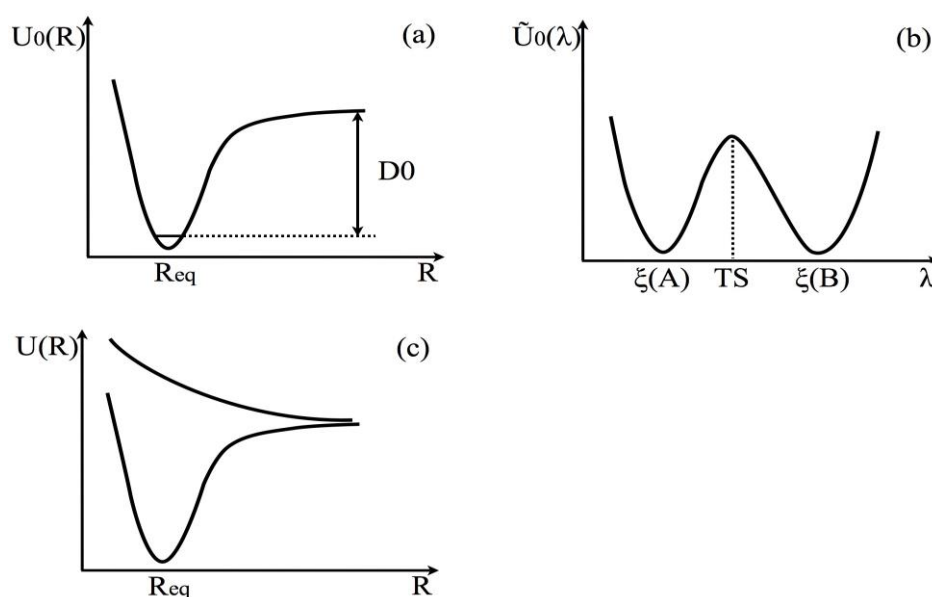 U₀(R)
(a)
D0
Req
R
Ũ₀(λ)
(b)
ξ(A)
TS
ξ(B)
λ
U(R)
(c)
Req
R